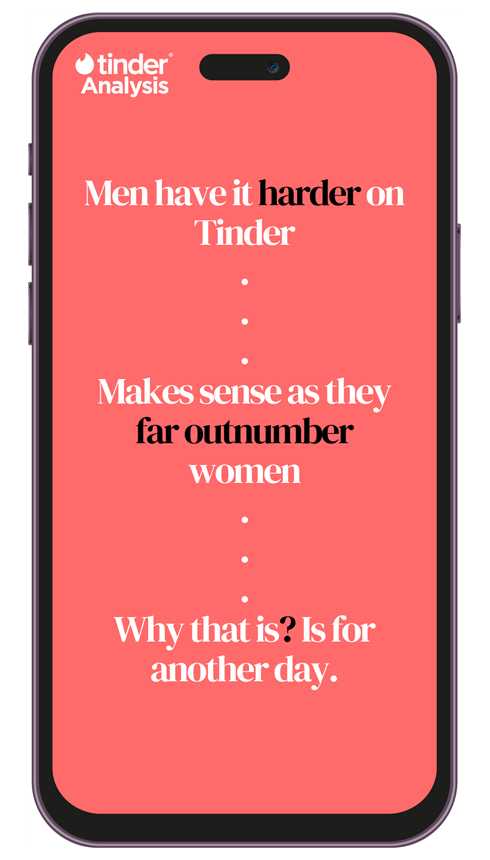 tinder®
Analysis
Men have it harder on
Tinder
.
.
.
Makes sense as they
far outnumber
women
.
.
.
Why that is? Is for
another day.